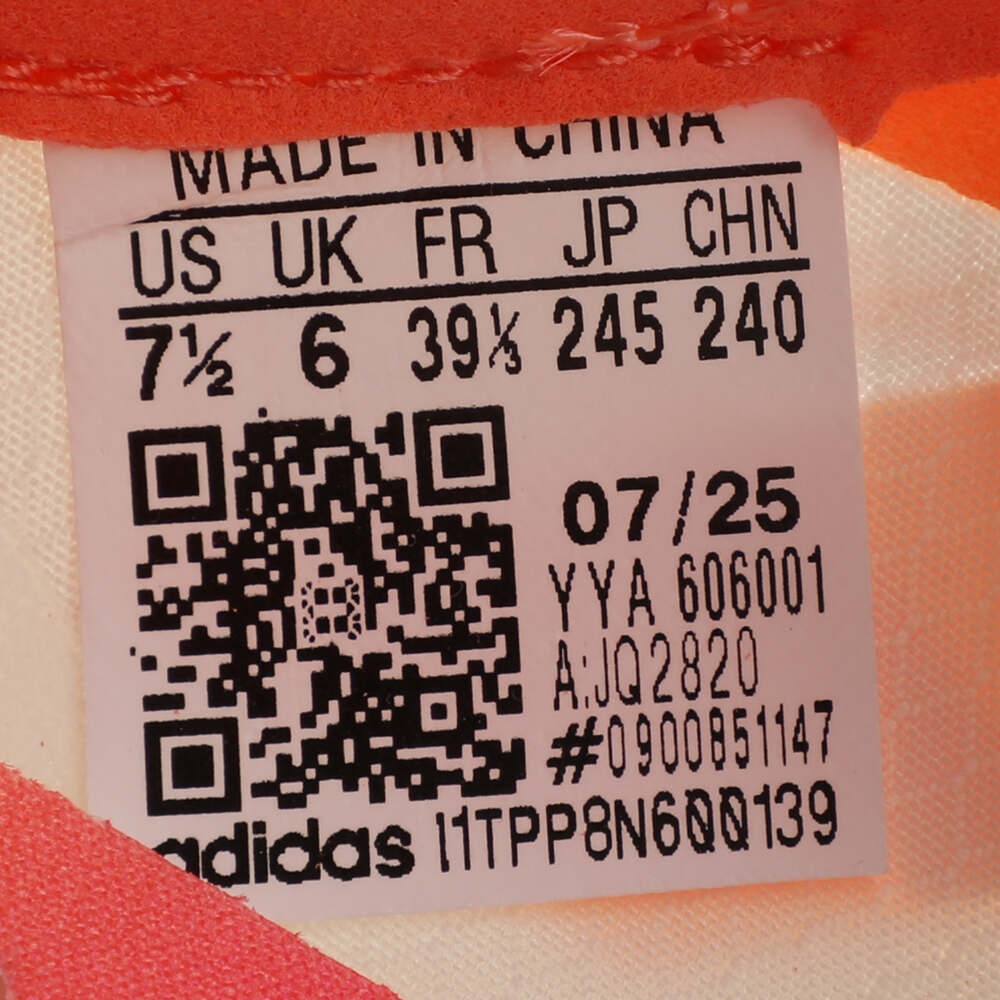 MADE IN CHINA
US UK FR JP CHN
7½ 6 39⅓ 245 240
07/25
YYA 606001
A:JQ2820
#0900851147
adidas I1TPP8N600139